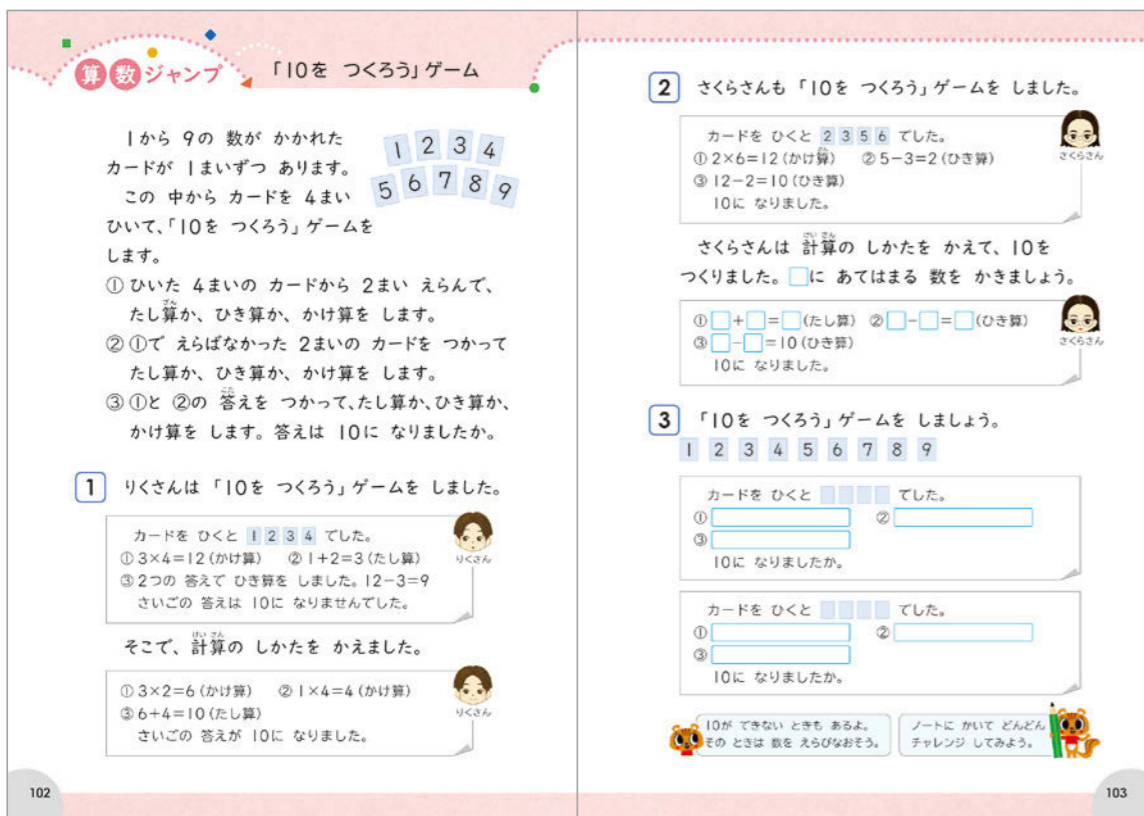 算数ジャンプ 「10を つくろう」ゲーム
1から 9の 数が かかれた
カードが 1まいずつ あります。
この 中から カードを 4まい
ひいて、「10を つくろう」ゲームを
します。
1 2 3 4
5 6 7 8 9
① ひいた 4まいの カードから 2まい えらんで、
たし算か、ひき算か、かけ算を します。
ざん
② ①で えらばなかった 2まいの カードを つかって
たし算か、ひき算か、かけ算を します。
③ ①と ②の 答えを つかって、たし算か、ひき算か、
こた
かけ算を します。答えは 10に なりましたか。
1 りくさんは 「10を つくろう」ゲームを しました。
カードを ひくと 1 2 3 4 でした。
① 3×4=12(かけ算) ② 1+2=3(たし算)
③ 2つの 答えで ひき算を しました。12-3=9
さいごの 答えは 10に なりませんでした。
りくさん
そこで、計算の しかたを かえました。
けい さん
① 3×2=6(かけ算) ② 1×4=4(かけ算)
③ 6+4=10(たし算)
さいごの 答えが 10に なりました。
りくさん
102
2 さくらさんも 「10を つくろう」ゲームを しました。
カードを ひくと 2 3 5 6 でした。
① 2×6=12(かけ算) ② 5-3=2(ひき算)
ざん
③ 12-2=10(ひき算)
10に なりました。
さくらさん
さくらさんは 計算の しかたを かえて、10を
けい さん
つくりました。□に あてはまる 数を かきましょう。
① □+□=□(たし算) ② □-□=□(ひき算)
③ □-□=10(ひき算)
10に なりました。
さくらさん
3 「10を つくろう」ゲームを しましょう。
1 2 3 4 5 6 7 8 9
カードを ひくと でした。
① ②
③
10に なりましたか。
カードを ひくと でした。
① ②
③
10に なりましたか。
10が できない ときも あるよ。
その ときは 数を えらびなおそう。
ノートに かいて どんどん
チャレンジ してみよう。
103